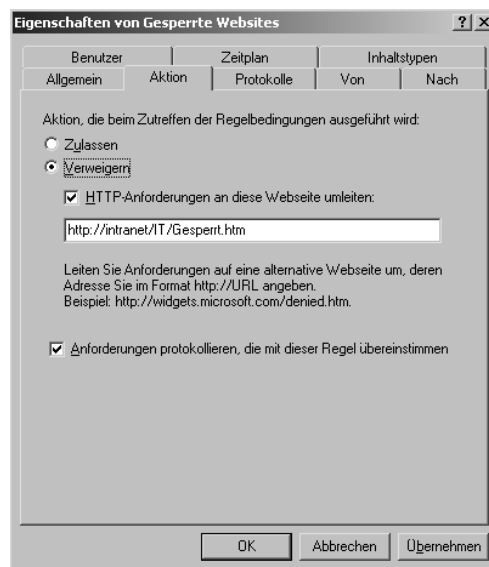 Eigenschaften von Gesperrte Websites ? x
Benutzer Zeitplan Inhaltstypen
Allgemein Aktion Protokolle Von Nach
Aktion, die beim Zutreffen der Regelbedingungen ausgeführt wird:
Zulassen
Verweigern
HTTP-Anforderungen an diese Webseite umleiten:
http://intranet/IT/Gesperrt.htm
Leiten Sie Anforderungen auf eine alternative Webseite um, deren
Adresse Sie im Format http://URL angeben.
Beispiel: http://widgets.microsoft.com/denied.htm.
Anforderungen protokollieren, die mit dieser Regel übereinstimmen
OK Abbrechen Übernehmen